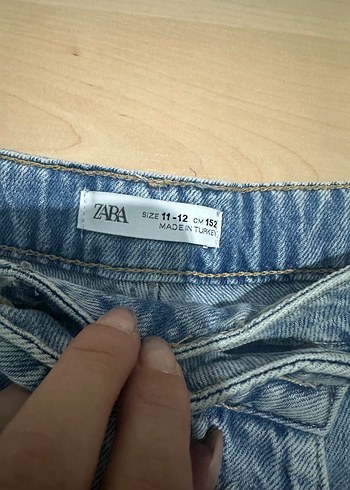 ZARA SIZE 11-12 CM 152
MADE IN TURKEY